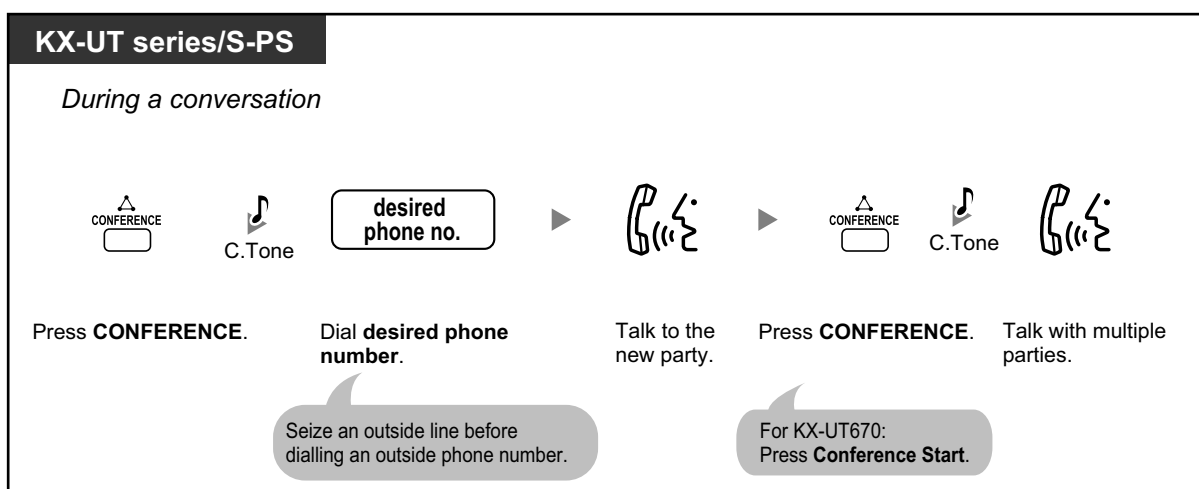 KX-UT series/S-PS
During a conversation
CONFERENCE
C.Tone
desired
phone no.
CONFERENCE
C.Tone
Press CONFERENCE.
Dial desired phone
number.
Talk to the
new party.
Press CONFERENCE.
Talk with multiple
parties.
Seize an outside line before
dialling an outside phone number.
For KX-UT670:
Press Conference Start.